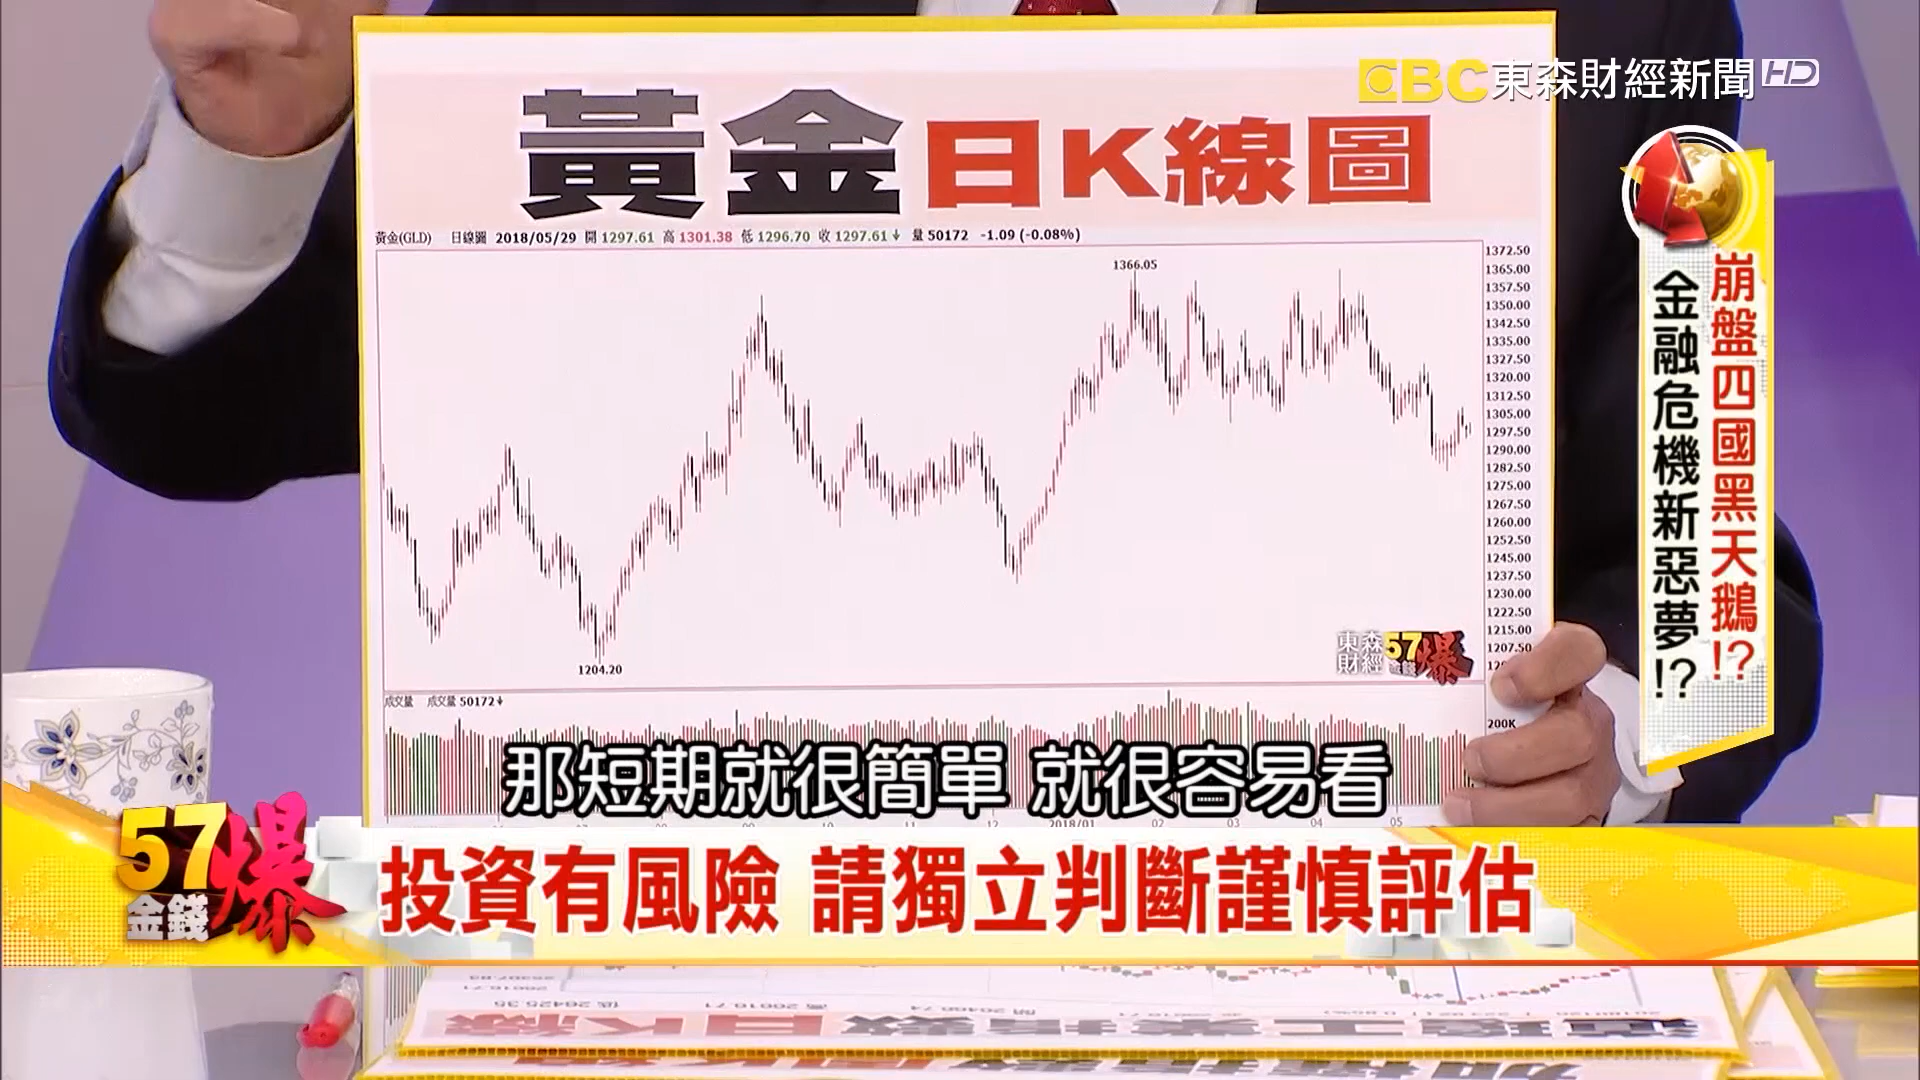 EBC東森財經新聞HD
黃金日K線圖
黃金(GLD) 日線圖 2018/05/29 開 1297.61 高 1301.38 低 1296.70 收 1297.61↓ 量 50172 -1.09 (-0.08%)
1366.05
1204.20
1372.50
1365.00
1357.50
1350.00
1342.50
1335.00
1327.50
1320.00
1312.50
1305.00
1297.50
1290.00
1282.50
1275.00
1267.50
1260.00
1252.50
1245.00
1237.50
1230.00
1222.50
1215.00
1207.50
東森財經 57金錢爆
成交量 成交量 50172↓
200K
崩盤四國黑天鵝!?
金融危機新惡夢!?
那短期就很簡單 就很容易看
11 12 2018/01 02 03 04 05
57金錢爆
投資有風險 請獨立判斷謹慎評估